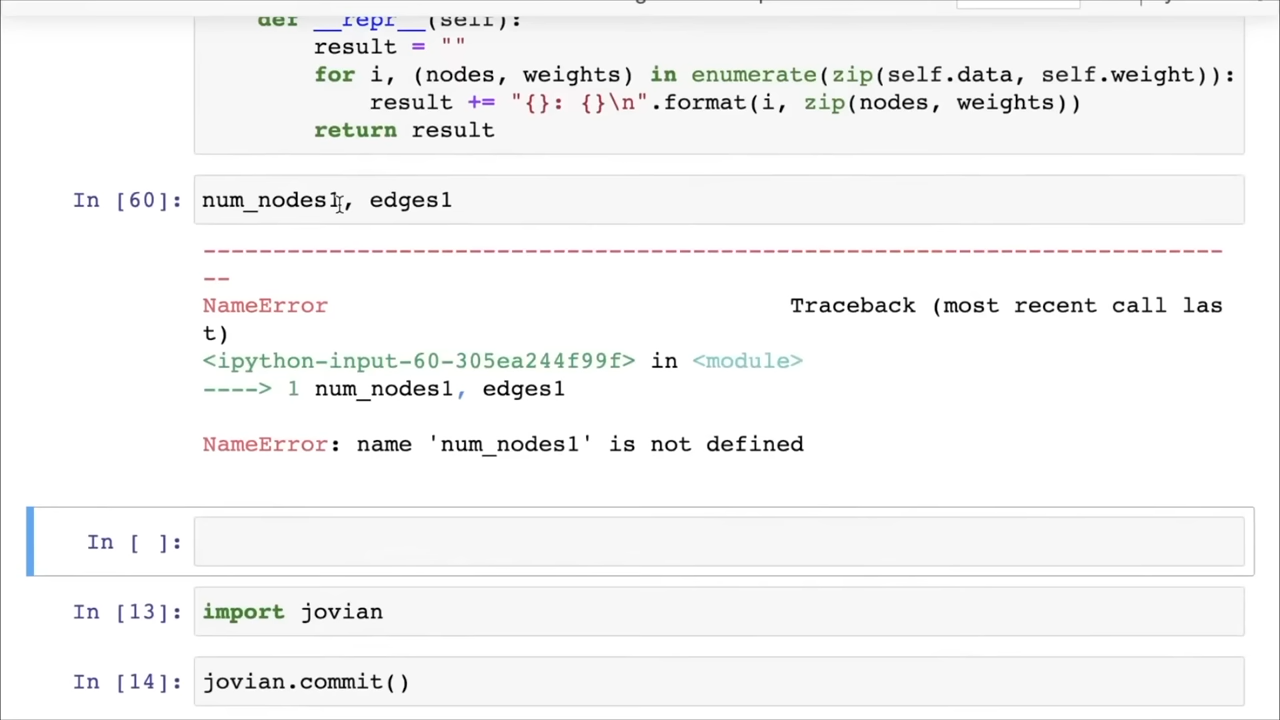 def __repr__(self):
result = ""
for i, (nodes, weights) in enumerate(zip(self.data, self.weight)):
result += "{}: {}\n".format(i, zip(nodes, weights))
return result
In [60]: num_nodes1, edges1
---------------------------------------------------------------------------
--
NameError Traceback (most recent call las
t)
<ipython-input-60-305ea244f99f> in <module>
----> 1 num_nodes1, edges1
NameError: name 'num_nodes1' is not defined
In [ ]:
In [13]: import jovian
In [14]: jovian.commit()